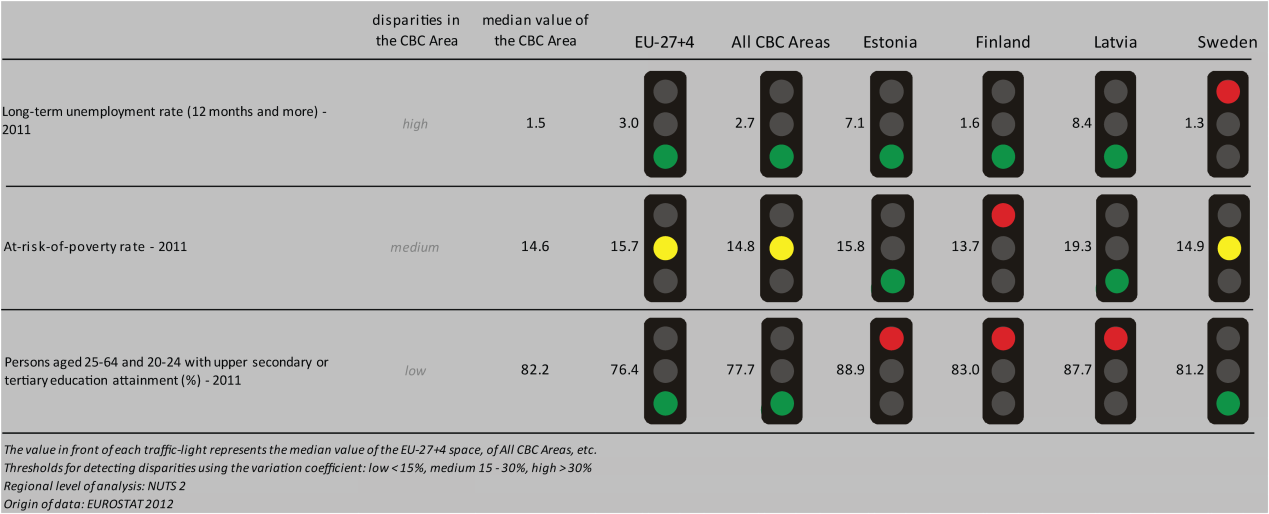 disparities in
the CBC Area
median value of
the CBC Area
EU-27+4
All CBC Areas
Estonia
Finland
Latvia
Sweden
Long-term unemployment rate (12 months and more) -
2011
high
1.5
3.0
2.7
7.1
1.6
8.4
1.3
At-risk-of-poverty rate - 2011
medium
14.6
15.7
14.8
15.8
13.7
19.3
14.9
Persons aged 25-64 and 20-24 with upper secondary or
tertiary education attainment (%) - 2011
low
82.2
76.4
77.7
88.9
83.0
87.7
81.2
The value in front of each traffic-light represents the median value of the EU-27+4 space, of All CBC Areas, etc.
Thresholds for detecting disparities using the variation coefficient: low < 15%, medium 15 - 30%, high > 30%
Regional level of analysis: NUTS 2
Origin of data: EUROSTAT 2012